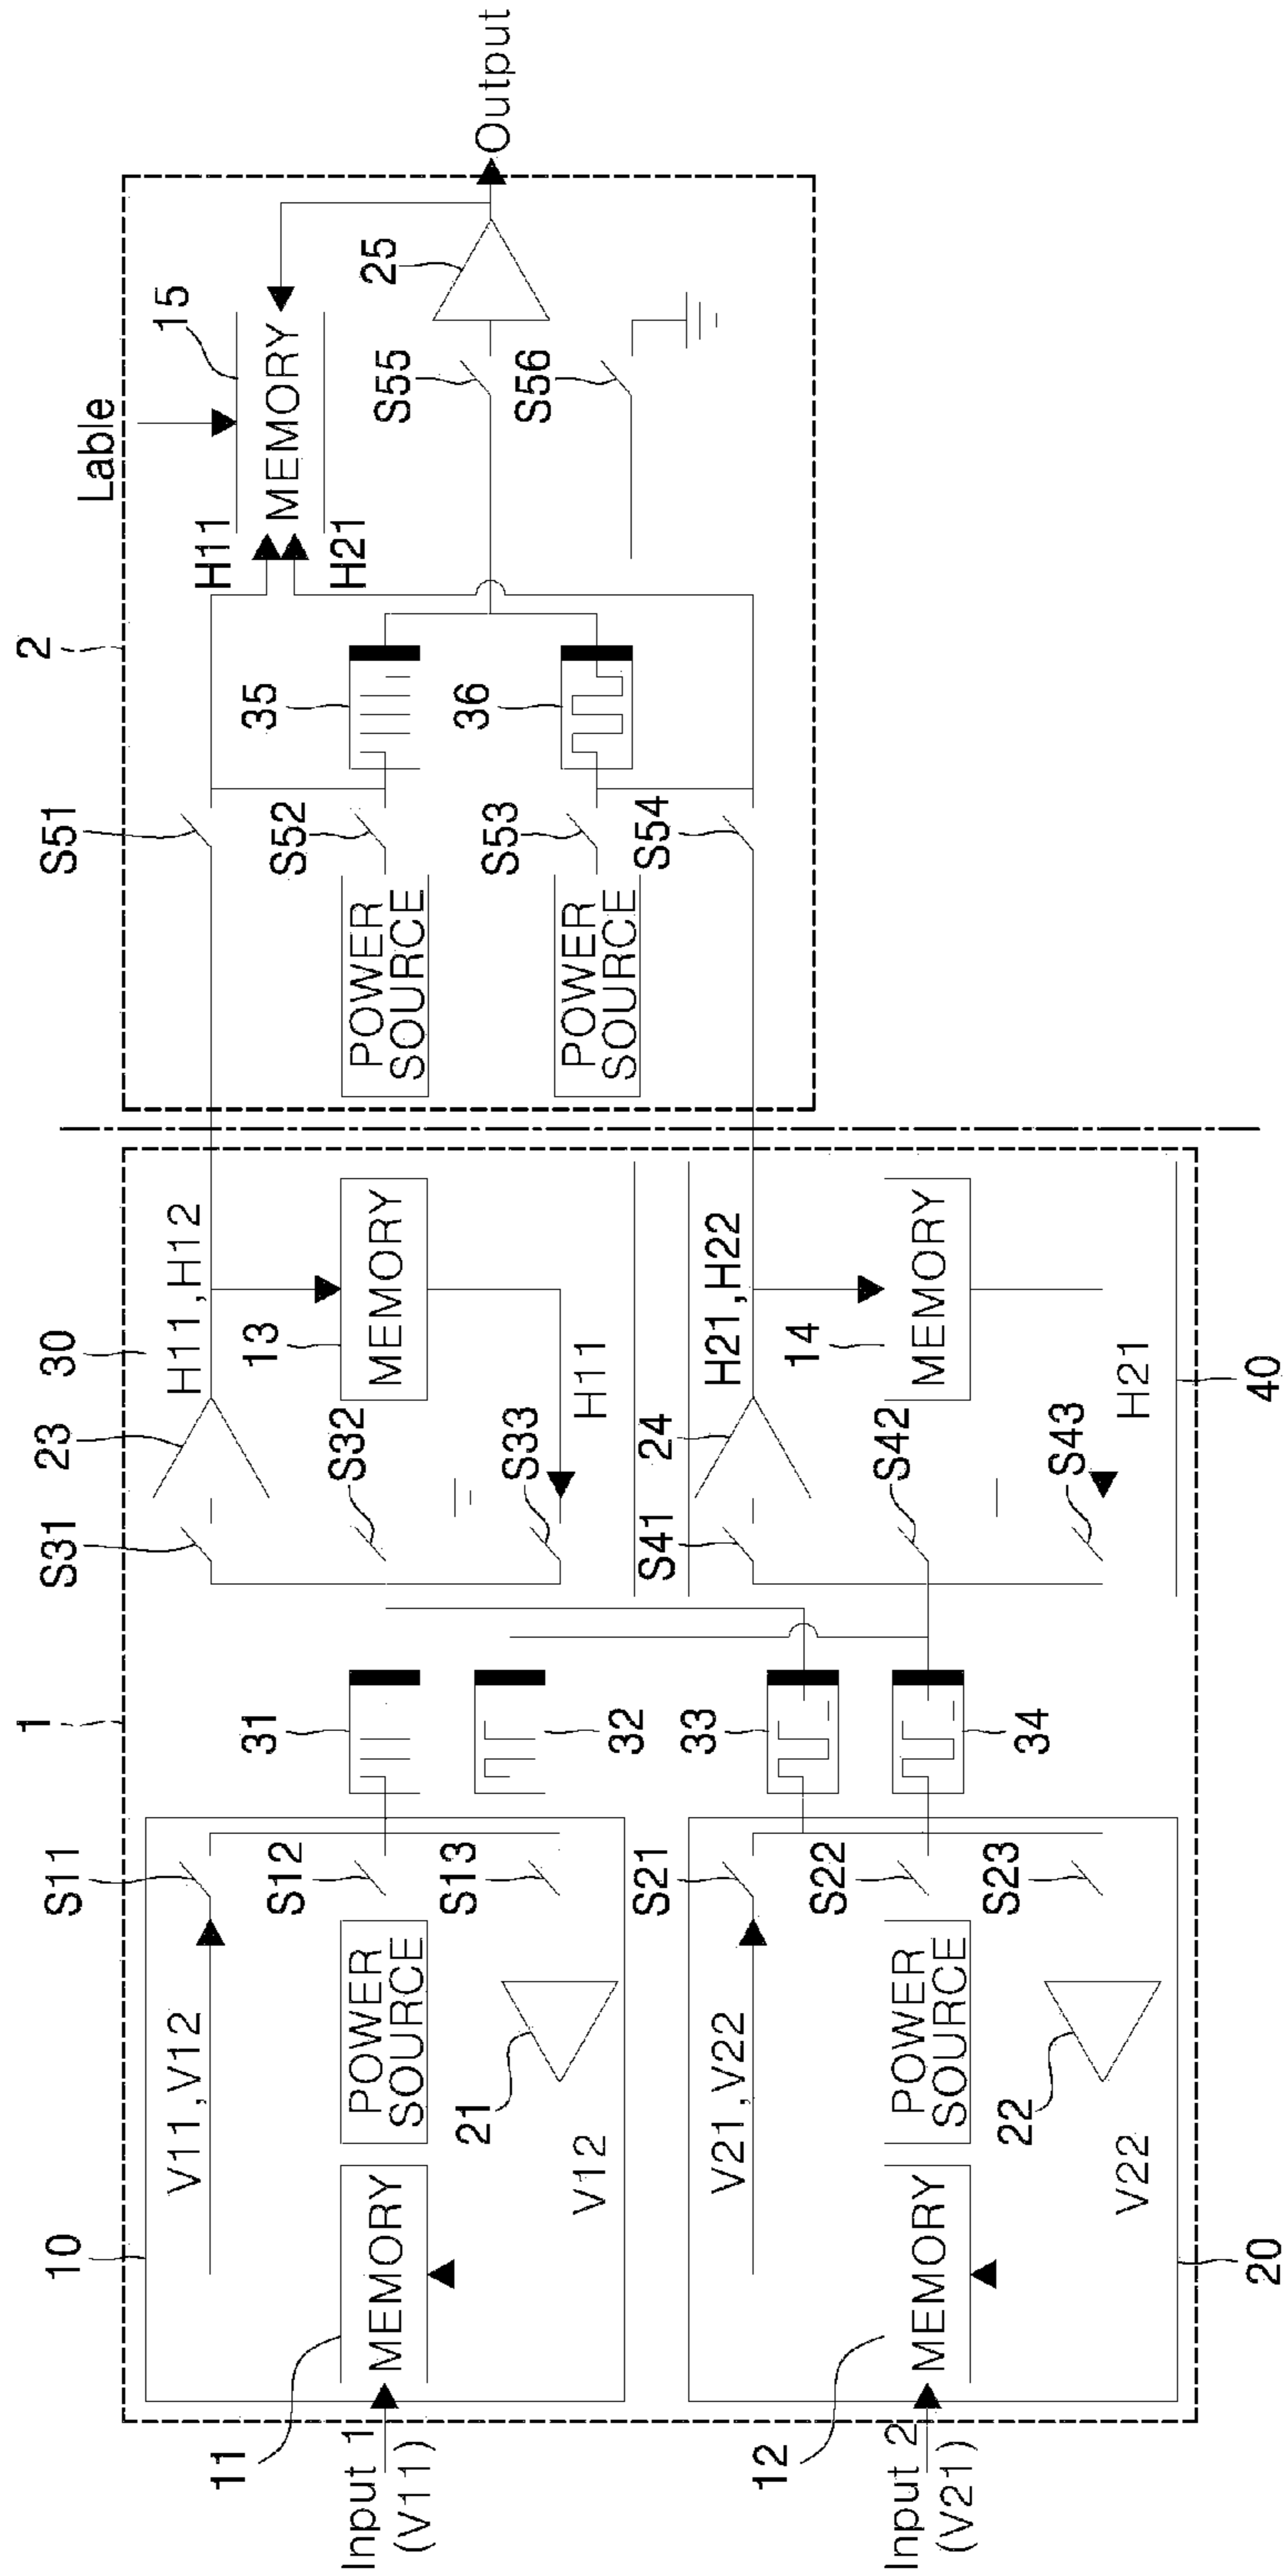 1
2
Lable
10
S11
30
23
S31
S51
H11
15
V11,V12
H11,H12
MEMORY
H21
11
Input 1
(V11)
MEMORY
POWER
SOURCE
S12
31
S32
13
MEMORY
POWER
SOURCE
S52
35
S55
25
Output
21
V12
S13
32
S33
H11
POWER
SOURCE
S53
36
S56
V21,V22
S21
33
S41
24
H21,H22
S54
12
Input 2
(V21)
MEMORY
POWER
SOURCE
S22
34
S42
14
MEMORY
22
V22
S23
S43
H21
20
40